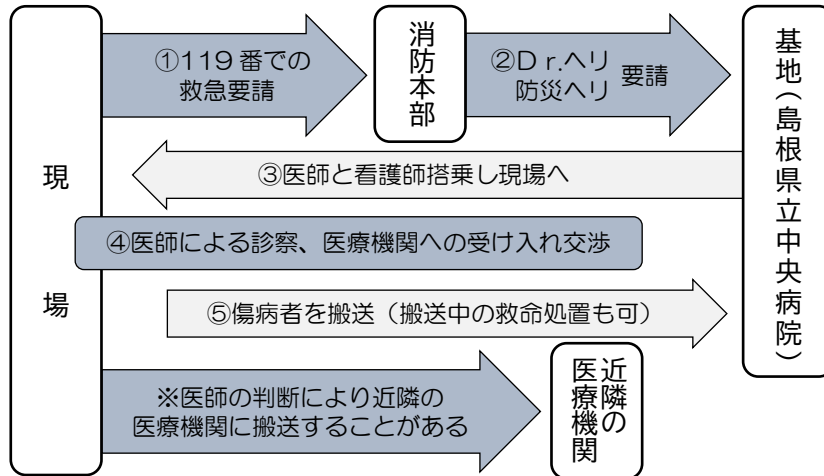 ①119番での
救急要請
消防本部
②Dr.ヘリ
防災ヘリ
要請
基地(島根県立中央病院)
現場
③医師と看護師搭乗し現場へ
④医師による診察、医療機関への受け入れ交渉
⑤傷病者を搬送(搬送中の救命処置も可)
※医師の判断により近隣の
医療機関に搬送することがある
近隣の
医療機関